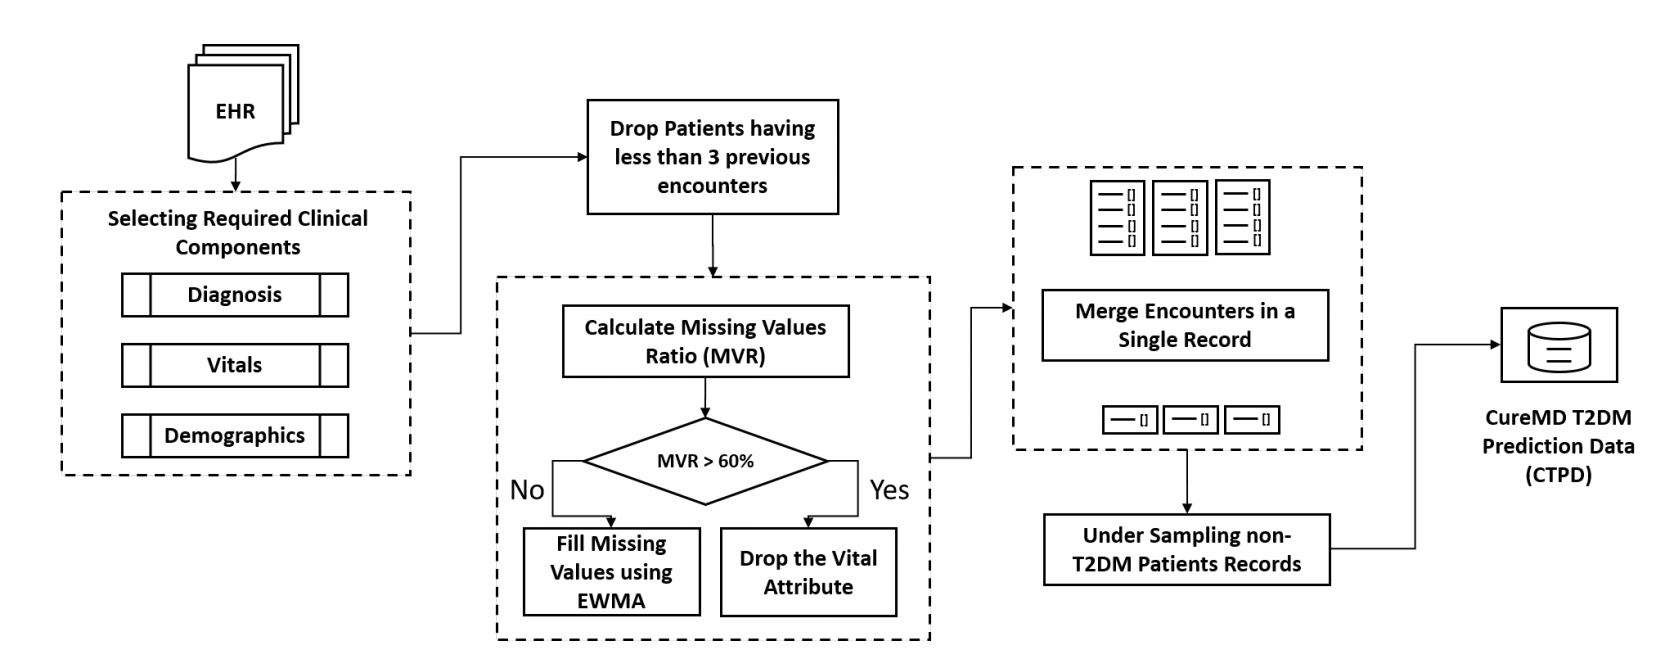 EHR
Selecting Required Clinical
Components
Diagnosis
Vitals
Demographics
Drop Patients having
less than 3 previous
encounters
Calculate Missing Values
Ratio (MVR)
MVR > 60%
No
Yes
Fill Missing
Values using
EWMA
Drop the Vital
Attribute
[] [] []
[] [] []
[] [] []
[] [] []
Merge Encounters in a
Single Record
[] [] []
Under Sampling non-
T2DM Patients Records
CureMD T2DM
Prediction Data
(CTPD)